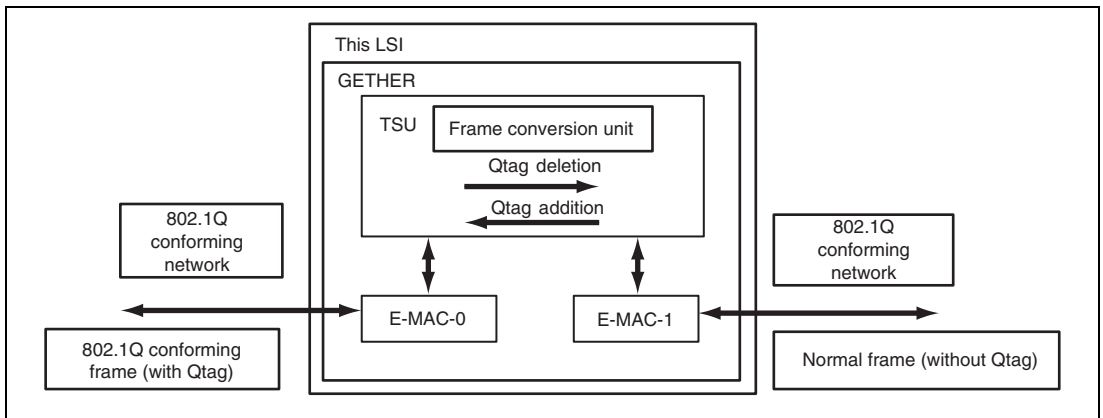 This LSI
GETHER
TSU
Frame conversion unit
Qtag deletion
Qtag addition
802.1Q
conforming
network
802.1Q
conforming
network
E-MAC-0
E-MAC-1
802.1Q conforming
frame (with Qtag)
Normal frame (without Qtag)